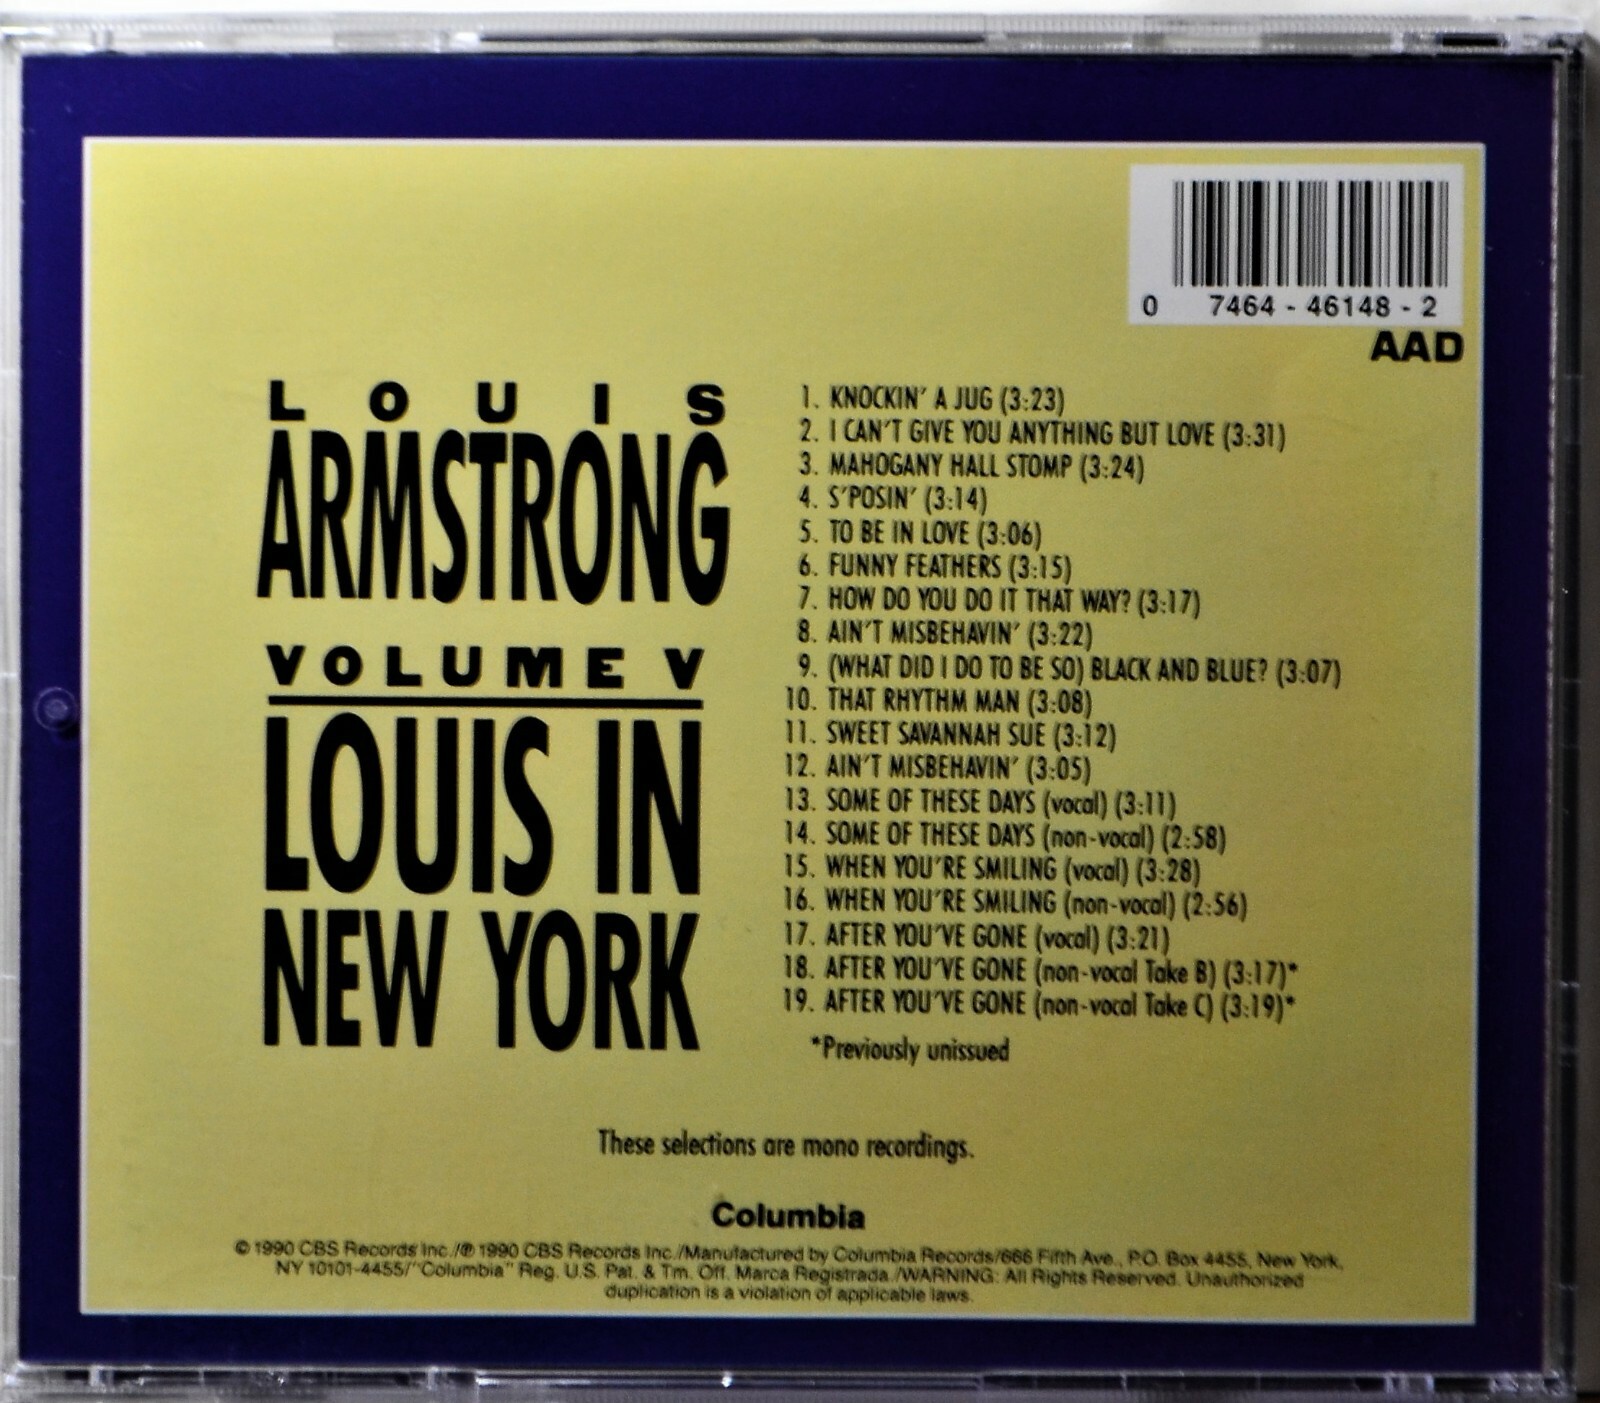 0 7464 - 46148 - 2
AAD
LOUIS
ARMSTRONG
VOLUME V
LOUIS IN
NEW YORK
1. KNOCKIN' A JUG (3:23)
2. I CAN'T GIVE YOU ANYTHING BUT LOVE (3:31)
3. MAHOGANY HALL STOMP (3:24)
4. S'POSIN' (3:14)
5. TO BE IN LOVE (3:06)
6. FUNNY FEATHERS (3:15)
7. HOW DO YOU DO IT THAT WAY? (3:17)
8. AIN'T MISBEHAVIN' (3:22)
9. (WHAT DID I DO TO BE SO) BLACK AND BLUE? (3:07)
10. THAT RHYTHM MAN (3:08)
11. SWEET SAVANNAH SUE (3:12)
12. AIN'T MISBEHAVIN' (3:05)
13. SOME OF THESE DAYS (vocal) (3:11)
14. SOME OF THESE DAYS (non-vocal) (2:58)
15. WHEN YOU'RE SMILING (vocal) (3:28)
16. WHEN YOU'RE SMILING (non-vocal) (2:56)
17. AFTER YOU'VE GONE (vocal) (3:21)
18. AFTER YOU'VE GONE (non-vocal Take B) (3:17)*
19. AFTER YOU'VE GONE (non-vocal Take C) (3:19)*
*Previously unissued
These selections are mono recordings.
Columbia
© 1990 CBS Records Inc./℗ 1990 CBS Records Inc./Manufactured by Columbia Records/666 Fifth Ave., P.O. Box 4455, New York,
NY 10101-4455/"Columbia" Reg. U.S. Pat. & Tm. Off. Marca Registrada./WARNING: All Rights Reserved. Unauthorized
duplication is a violation of applicable laws.